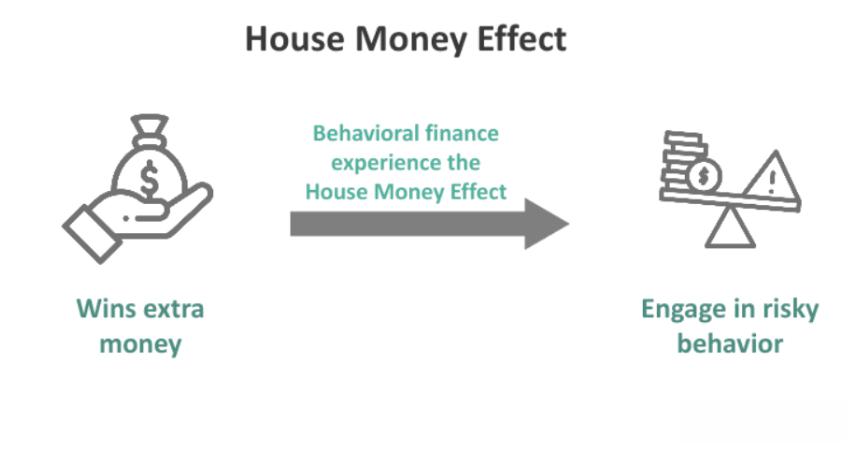 House Money Effect
Behavioral finance
experience the
House Money Effect
$
$
!
Wins extra
money
Engage in risky
behavior